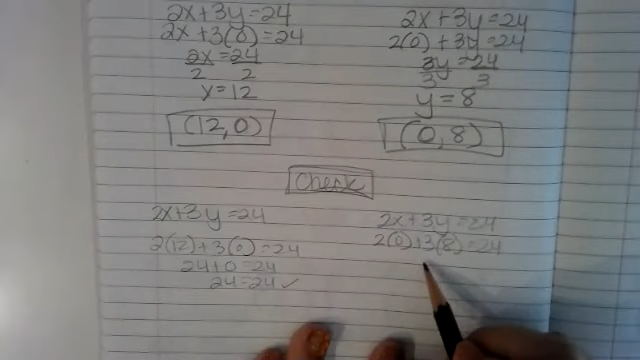 2x+3y=24
2x+3(0)=24
2x=24
2 2
x=12
(12,0)
2x+3y=24
2(0)+3y=24
3y=24
3 3
y=8
(0,8)
Check
2x+3y=24
2(12)+3(0)=24
24+0=24
24=24✓
2x+3y=24
2(0)+3(8)=24